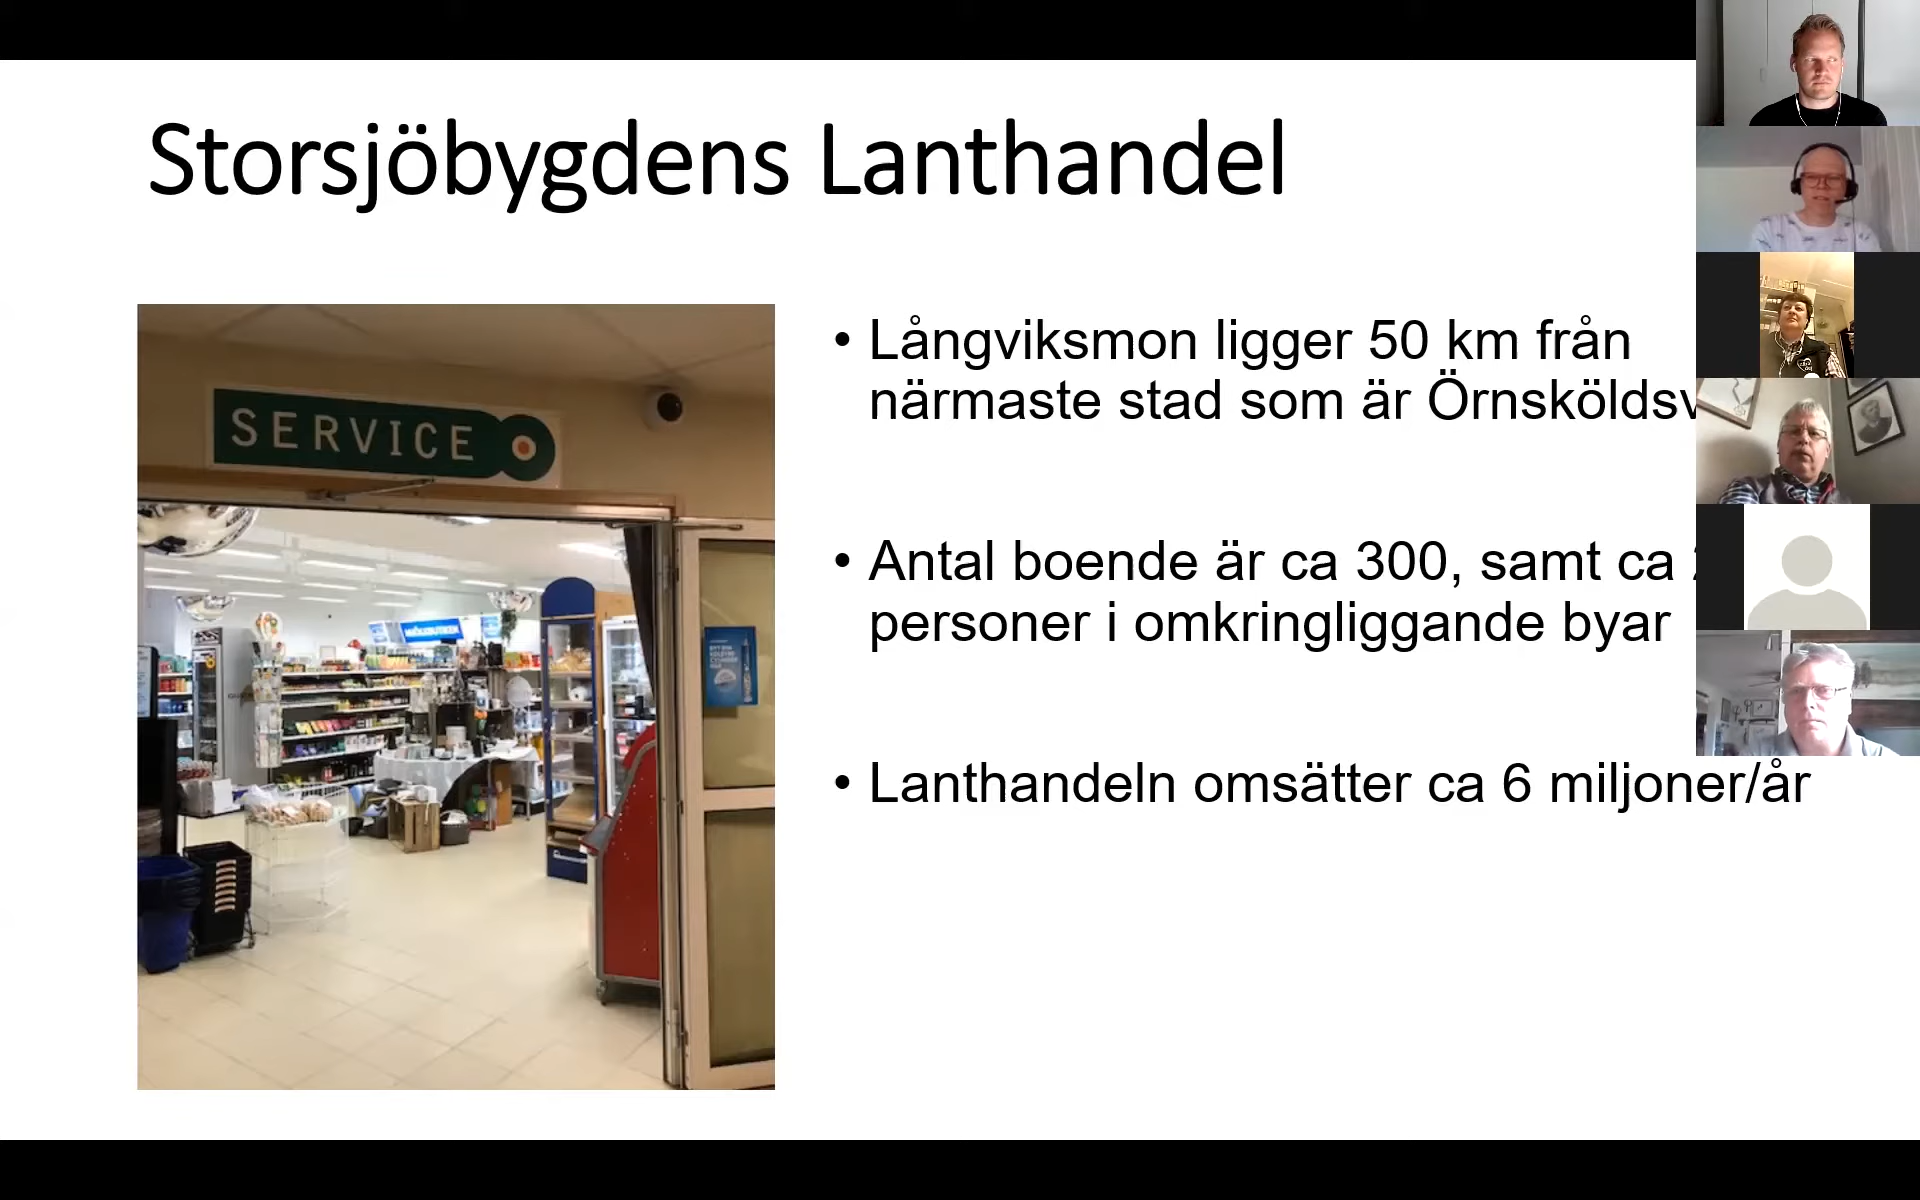 Storsjöbygdens Lanthandel
SERVICE
• Långviksmon ligger 50 km från
närmaste stad som är
• Antal boende är ca 300, samt ca
personer i omkringliggande byar
• Lanthandeln omsätter ca 6 miljoner/år